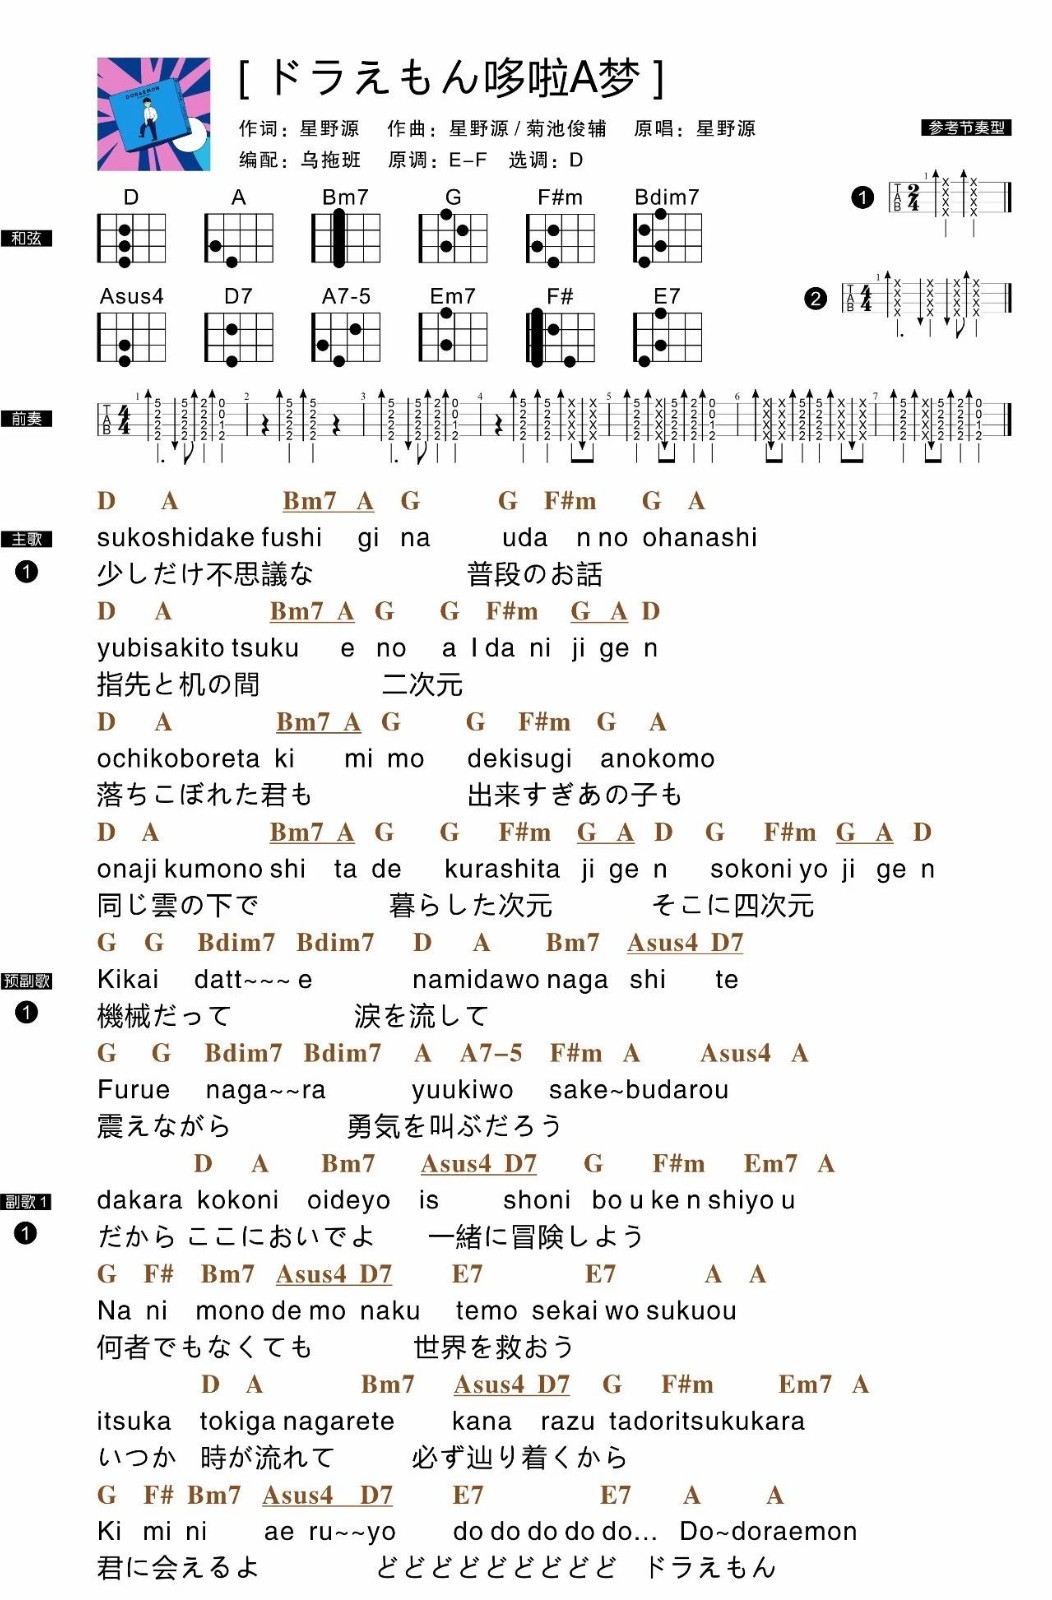 [ ドラえもん哆啦A梦 ]
DORAEMON
作词：星野源 作曲：星野源 / 菊池俊辅 原唱：星野源
编配：乌拖班 原调：E-F 选调：D
参考节奏型
和弦
D A Bm7 G F#m Bdim7
Asus4 D7 A7-5 Em7 F# E7
1
TAB 2/4
2
TAB 4/4
前奏
D A Bm7 A G G F#m G A
主歌
1
sukoshidake fushi gi na uda n no ohanashi
少しだけ不思議な 普段のお話
D A Bm7 A G G F#m G A D
yubisakito tsuku e no a I da ni ji ge n
指先と机の間 二次元
D A Bm7 A G G F#m G A
ochikoboreta ki mi mo dekisugi anokomo
落ちこぼれた君も 出来すぎあの子も
D A Bm7 A G G F#m G A D G F#m G A D
onaji kumono shi ta de kurashita ji ge n sokoni yo ji ge n
同じ雲の下で 暮らした次元 そこに四次元
G G Bdim7 Bdim7 D A Bm7 Asus4 D7
预副歌
1
Kikai datt~~~ e namidawo naga shi te
機械だって 涙を流して
G G Bdim7 Bdim7 A A7-5 F#m A Asus4 A
Furue naga~~ra yuukiwo sake~budarou
震えながら 勇気を叫ぶだろう
D A Bm7 Asus4 D7 G F#m Em7 A
副歌 1
1
dakara kokoni oideyo is shoni bo u ke n shiyo u
だから ここにおいでよ 一緒に冒険しよう
G F# Bm7 Asus4 D7 E7 E7 A A
Na ni mono de mo naku temo sekai wo sukuou
何者でもなくても 世界を救おう
D A Bm7 Asus4 D7 G F#m Em7 A
itsuka tokiga nagarete kana razu tadoritsukukara
いつか 時が流れて 必ず辿り着くから
G F# Bm7 Asus4 D7 E7 E7 A A
Ki mi ni ae ru~~yo do do do do do... Do~doraemon
君に会えるよ どどどどどどどどど ドラえもん